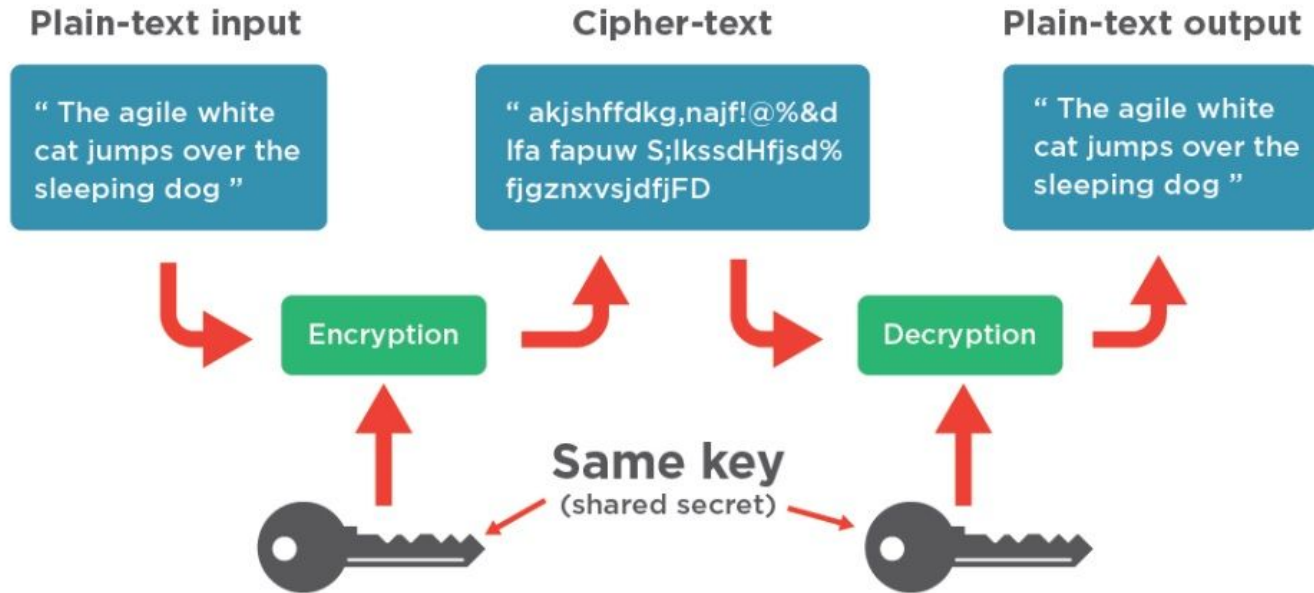 Plain-text input
Cipher-text
Plain-text output
“ The agile white
cat jumps over the
sleeping dog ”
“ akjshffdkg,najf!@%&d
lfa fapuw S;lkssdHfjsd%
fjgznxvsjdfjFD
“ The agile white
cat jumps over the
sleeping dog ”
Encryption
Decryption
Same key
(shared secret)